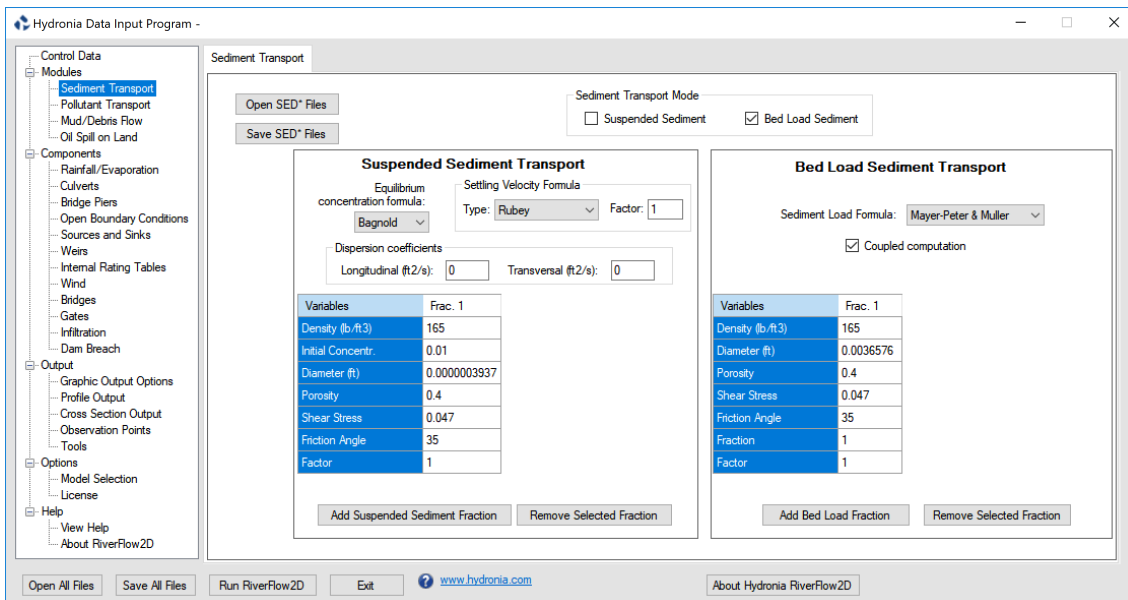 Hydronia Data Input Program -
Control Data
Modules
Sediment Transport
Pollutant Transport
Mud/Debris Flow
Oil Spill on Land
Components
Rainfall/Evaporation
Culverts
Bridge Piers
Open Boundary Conditions
Sources and Sinks
Weirs
Internal Rating Tables
Wind
Bridges
Gates
Infiltration
Dam Breach
Output
Graphic Output Options
Profile Output
Cross Section Output
Observation Points
Tools
Options
Model Selection
License
Help
View Help
About RiverFlow2D
Sediment Transport
Open SED* Files
Save SED* Files
Sediment Transport Mode
Suspended Sediment Bed Load Sediment
Suspended Sediment Transport
Equilibrium
concentration formula:
Bagnold
Settling Velocity Formula
Type: Rubey Factor: 1
Dispersion coefficients
Longitudinal (ft2/s): 0 Transversal (ft2/s): 0
Variables Frac. 1
Density (lb/ft3) 165
Initial Concentr. 0.01
Diameter (ft) 0.0000003937
Porosity 0.4
Shear Stress 0.047
Friction Angle 35
Factor 1
Add Suspended Sediment Fraction Remove Selected Fraction
Bed Load Sediment Transport
Sediment Load Formula: Mayer-Peter & Muller
Coupled computation
Variables Frac. 1
Density (lb/ft3) 165
Diameter (ft) 0.0036576
Porosity 0.4
Shear Stress 0.047
Friction Angle 35
Fraction 1
Factor 1
Add Bed Load Fraction Remove Selected Fraction
Open All Files Save All Files Run RiverFlow2D Exit ? www.hydronia.com About Hydronia RiverFlow2D